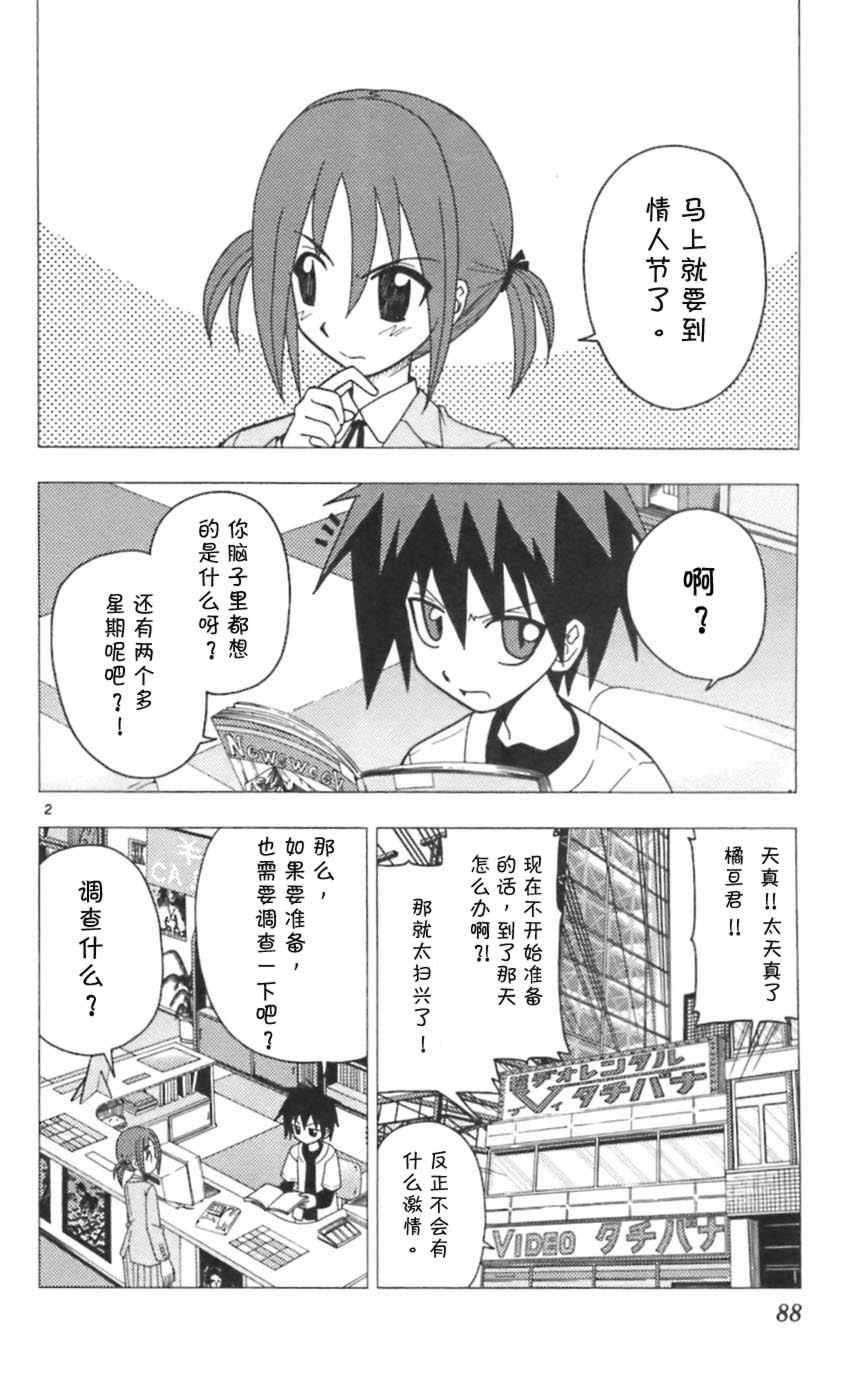 马上就要到
情人节了。
啊？
你脑子里都想
的是什么呀？
还有两个多
星期呢吧？！
Newsweek
2
天真!!太天真了
橘亘君!!
现在不开始准备
的话，到了那天
怎么办啊?!
那就太扫兴了！
デオレンタル
Vタチバナ
VIDEO タチバナ
反正不会有
什么激情。
那么，
如果要准备，
也需要调查一下吧？
调查什么？
CA
88